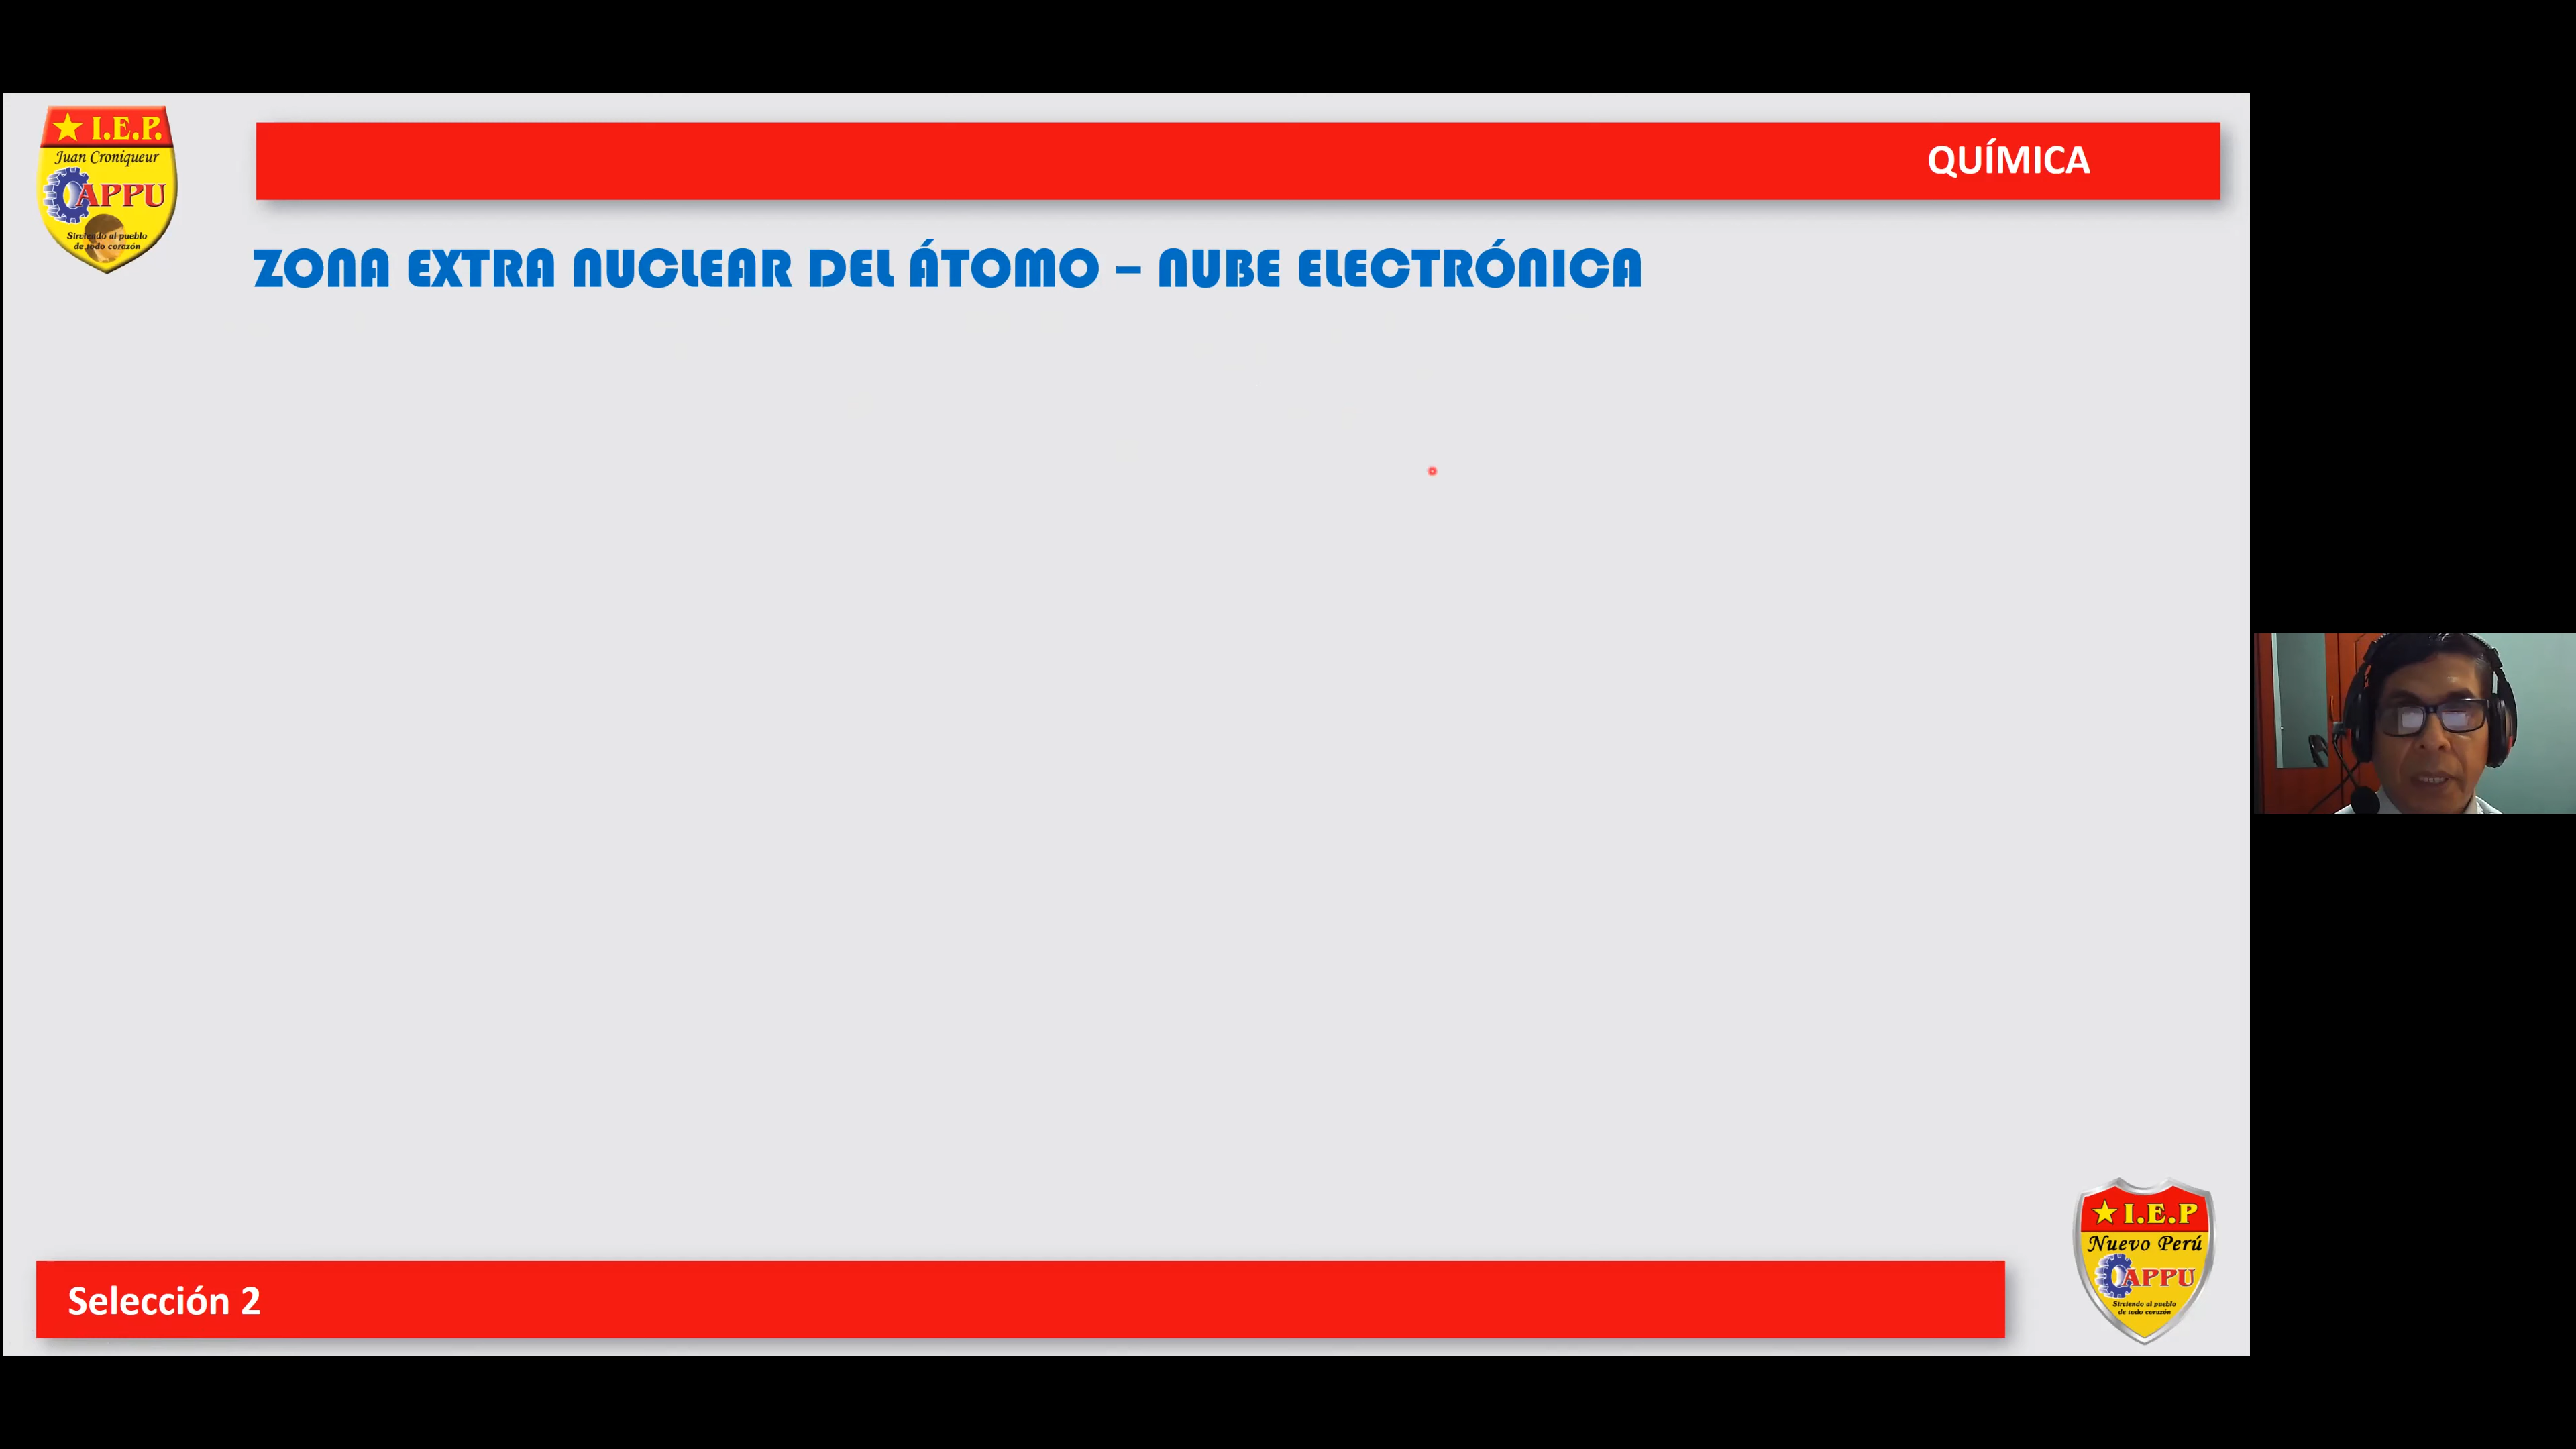 ★ I.E.P.
Juan Croniqueur
CAPPU
Sirviendo al pueblo
de todo corazón
QUÍMICA
ZONA EXTRA NUCLEAR DEL ÁTOMO – NUBE ELECTRÓNICA
★ I.E.P
Nuevo Perú
CAPPU
Sirviendo al pueblo
de todo corazón
Selección 2